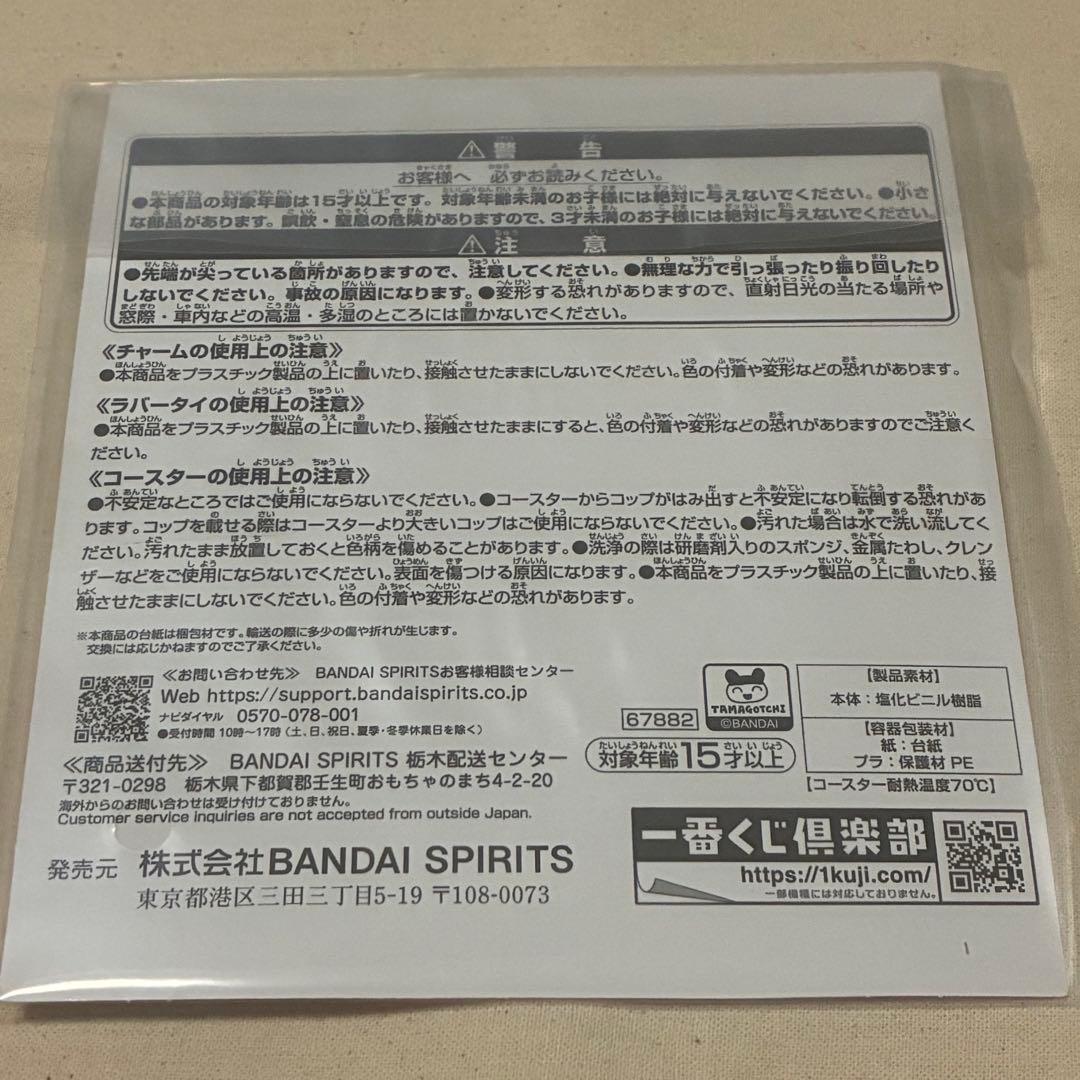 ⚠警告
お客様へ 必ずお読みください。
●本商品の対象年齢は15才以上です。対象年齢未満のお子様には絶対に与えないでください。●小さ
な部品があります。誤飲・窒息の危険がありますので、3才未満のお子様には絶対に与えないでください。
⚠注意
●先端が尖っている箇所がありますので、注意してください。●無理な力で引っ張ったり振り回したり
しないでください。事故の原因になります。●変形する恐れがありますので、直射日光の当たる場所や
窓際・車内などの高温・多湿のところには置かないでください。
≪チャームの使用上の注意≫
●本商品をプラスチック製品の上に置いたり、接触させたままにしないでください。色の付着や変形などの恐れがあります。
≪ラバータイの使用上の注意≫
●本商品をプラスチック製品の上に置いたり、接触させたままにすると、色の付着や変形などの恐れがありますのでご注意く
ださい。
≪コースターの使用上の注意≫
●不安定なところではご使用にならないでください。●コースターからコップがはみ出すと不安定になり転倒する恐れがあ
ります。コップを載せる際はコースターより大きいコップはご使用にならないでください。●汚れた場合は水で洗い流してく
ださい。汚れたまま放置しておくと色柄を傷めることがあります。●洗浄の際は研磨剤入りのスポンジ、金属たわし、クレン
ザーなどをご使用にならないでください。表面を傷つける原因になります。●本商品をプラスチック製品の上に置いたり、接
触させたままにしないでください。色の付着や変形などの恐れがあります。
※本商品の台紙は梱包材です。輸送の際に多少の傷や折れが生じます。
交換には応じかねますのでご了承ください。
≪お問い合わせ先≫ BANDAI SPIRITSお客様相談センター
Web https://support.bandaispirits.co.jp
ナビダイヤル 0570-078-001
●受付時間 10時〜17時(土、日、祝日、夏季・冬季休業日を除く)
≪商品送付先≫ BANDAI SPIRITS 栃木配送センター
〒321-0298 栃木県下都賀郡壬生町おもちゃのまち4-2-20
海外からのお問い合わせは受け付けておりません。
Customer service inquiries are not accepted from outside Japan.
発売元 株式会社BANDAI SPIRITS
東京都港区三田三丁目5-19 〒108-0073
67882
TAMAGOTCHI
©BANDAI
対象年齢15才以上
【製品素材】
本体：塩化ビニル樹脂
【容器包装材】
紙：台紙
プラ：保護材 PE
【コースター耐熱温度70℃】
一番くじ倶楽部
https://1kuji.com/
一部機種には対応しておりません。